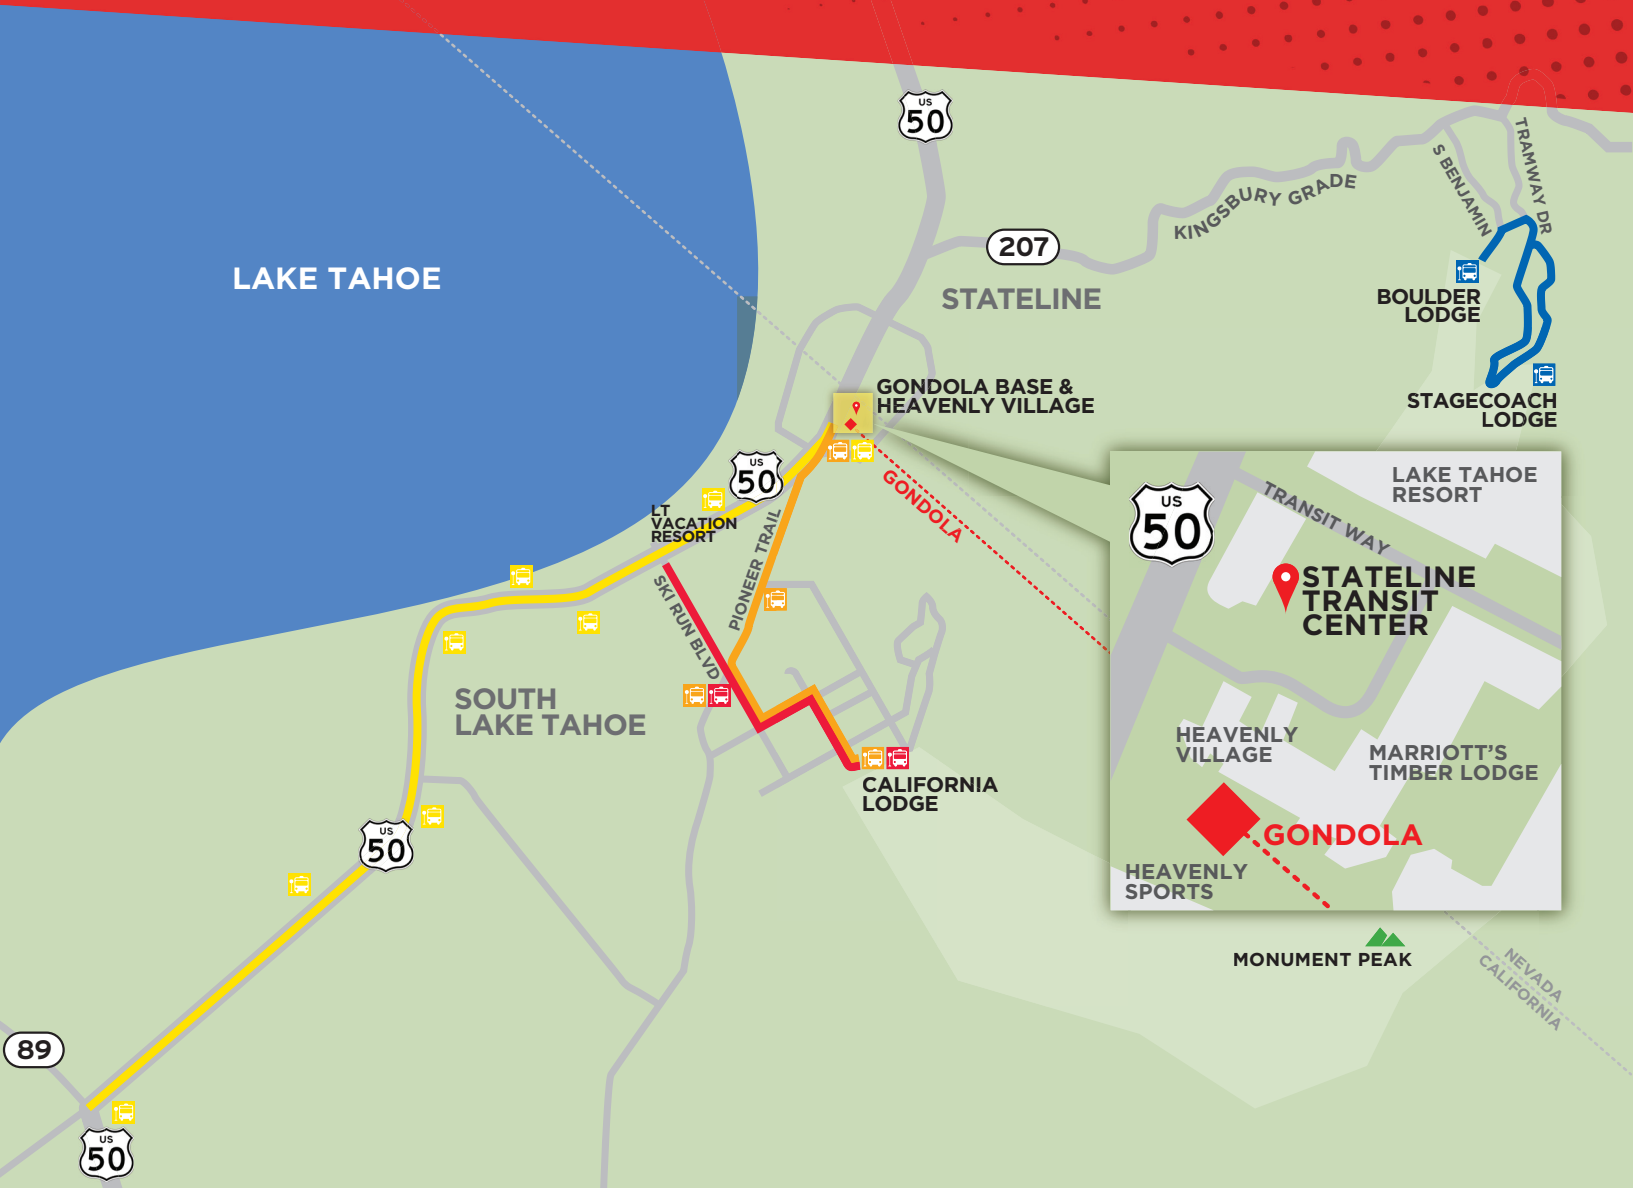 US
50
TRAMWAY DR
S BENJAMIN
KINGSBURY GRADE
207
LAKE TAHOE
STATELINE
BOULDER
LODGE
STAGECOACH
LODGE
GONDOLA BASE &
HEAVENLY VILLAGE
US
50
GONDOLA
LT
VACATION
RESORT
PIONEER TRAIL
SKI RUN BLVD
SOUTH
LAKE TAHOE
CALIFORNIA
LODGE
US
50
LAKE TAHOE
RESORT
TRANSIT WAY
US
50
STATELINE
TRANSIT
CENTER
HEAVENLY
VILLAGE
MARRIOTT'S
TIMBER LODGE
GONDOLA
HEAVENLY
SPORTS
MONUMENT PEAK
NEVADA
CALIFORNIA
89
US
50